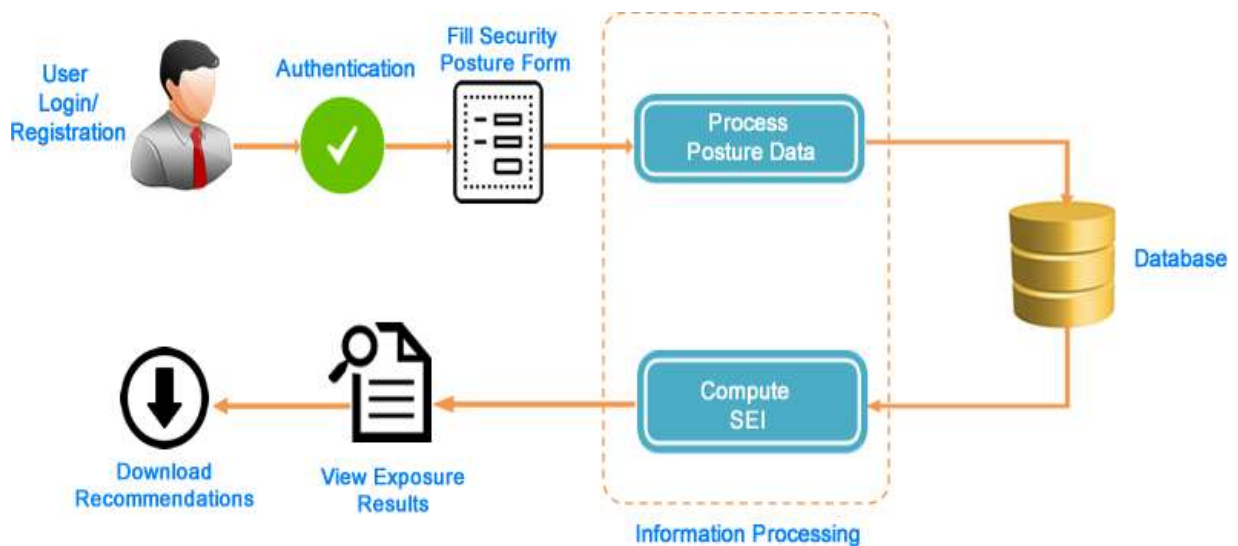 User
Login/
Registration
Authentication
Fill Security
Posture Form
Process
Posture Data
Database
Compute
SEI
View Exposure
Results
Download
Recommendations
Information Processing